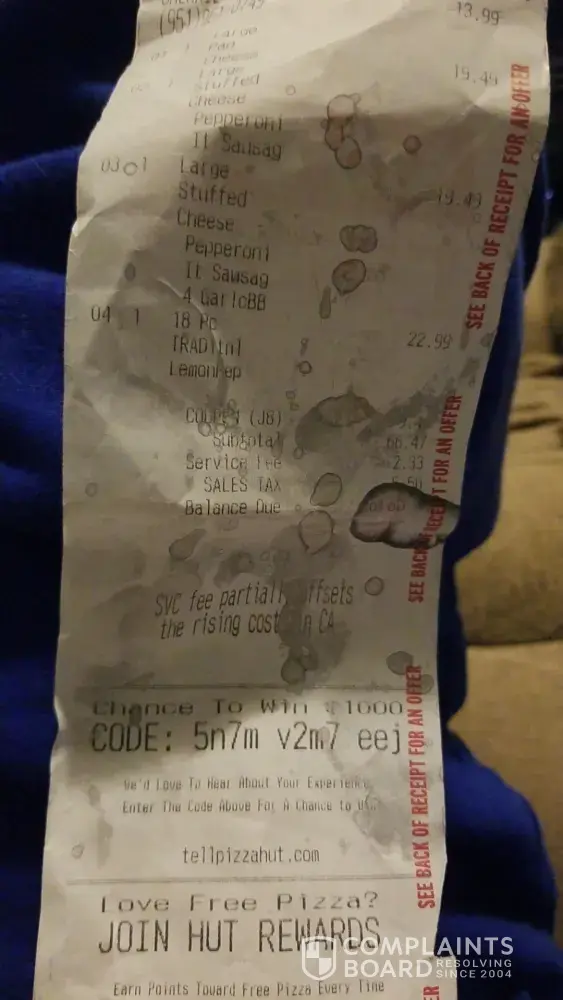 13.99
Large
Pan
Cheese
Large 19.49
Stuffed
Cheese
Pepperoni
It Sausag
03 1 Large 19.49
Stuffed
Cheese
Pepperoni
It Sausag
4 GarlcBB
04 1 18 Pc 22.99
TRADitnl
LemonPep
(J8)
Subtotal 66.47
Service Fee 2.33
SALES TAX
Balance Due
SVC fee partiall offsets
the rising cost in CA
Chance To Win $1000
CODE: 5n7m v2m7 eej
We'd Love To Hear About Your Experience
Enter The Code Above For A Chance to
tellpizzahut.com
Love Free Pizza?
JOIN HUT REWARDS
Earn Points Toward Free Pizza Every Time
SEE BACK OF RECEIPT FOR AN OFFER
SEE BACK RECEIPT FOR AN OFFER
SEE BACK OF RECEIPT FOR AN OFFER
COMPLAINTS
BOARD RESOLVING
SINCE 2004